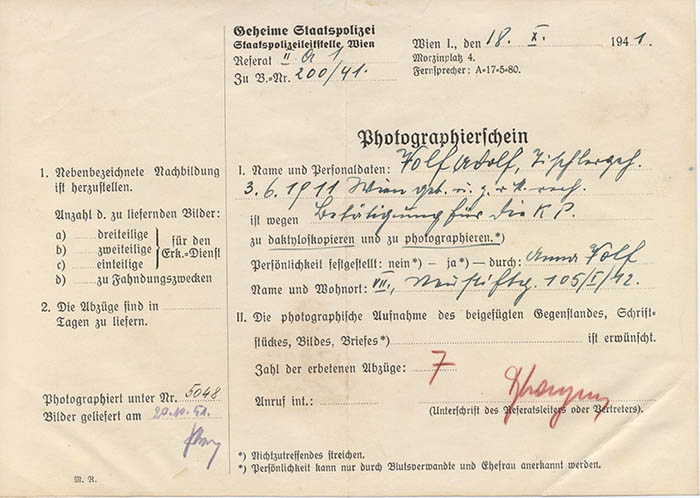 Geheime Staatspolizei
Staatspolizeileitstelle Wien
Referat II A 1
Zu B.=Nr. 200/41.
Wien I., den 18. X. 1941.
Morzinplatz 4.
Fernsprecher: A=17=5=80.
Photographierschein
1. Nebenbezeichnete Nachbildung
ist herzustellen.
Anzahl d. zu liefernden Bilder:
a) dreiteilige
b) zweiteilige
c) einteilige
für den
Erk.=Dienst
d) zu Fahndungszwecken
2. Die Abzüge sind in
Tagen zu liefern.
Photographiert unter Nr. 5048
Bilder geliefert am 20.10.41.
M. R.
I. Name und Personaldaten: Wolf Adolf, Tischlergeh.
3.6.1911 Wien geb. u.
ist wegen Betätigung für die K P.
zu daktyloskopieren und zu photographieren.*)
Persönlichkeit festgestellt: nein*) – ja*) – durch: Anna Wolf
Name und Wohnort: VII., Neustiftg. 105/I/42.
II. Die photographische Aufnahme des beigefügten Gegenstandes, Schrift=
stückes, Bildes, Briefes*) ist erwünscht.
Zahl der erbetenen Abzüge: 7
Anruf int.:
(Unterschrift des Referatsleiters oder Vertreters).
*) Nichtzutreffendes streichen.
*) Persönlichkeit kann nur durch Blutsverwandte und Ehefrau anerkannt werden.